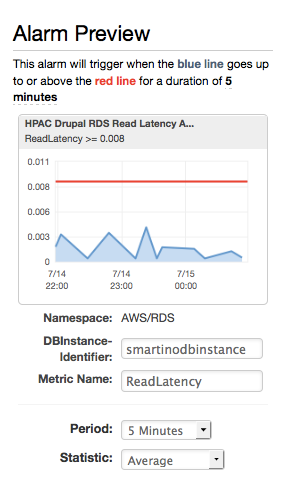 Alarm Preview
This alarm will trigger when the blue line goes up
to or above the red line for a duration of 5
minutes
HPAC Drupal RDS Read Latency A...
ReadLatency >= 0.008
0.011
0.008
0.006
0.003
0
7/14 7/14 7/15
22:00 23:00 00:00
Namespace: AWS/RDS
DBInstance-
Identifier: smartinodbinstance
Metric Name: ReadLatency
Period: 5 Minutes
Statistic: Average